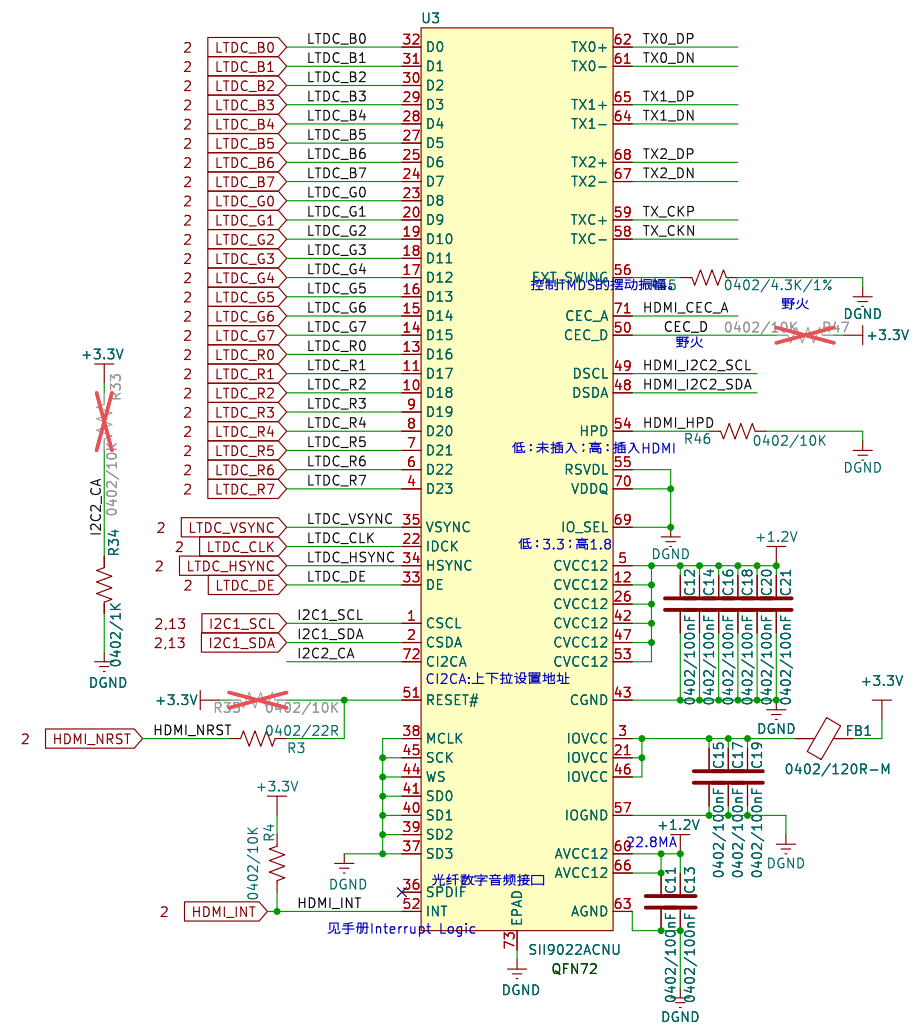 U3
2 LTDC_B0 LTDC_B0 32 D0 TX0+ 62 TX0_DP
2 LTDC_B1 LTDC_B1 31 D1 TX0- 61 TX0_DN
2 LTDC_B2 LTDC_B2 30 D2
2 LTDC_B3 LTDC_B3 29 D3 TX1+ 65 TX1_DP
2 LTDC_B4 LTDC_B4 28 D4 TX1- 64 TX1_DN
2 LTDC_B5 LTDC_B5 27 D5
2 LTDC_B6 LTDC_B6 25 D6 TX2+ 68 TX2_DP
2 LTDC_B7 LTDC_B7 24 D7 TX2- 67 TX2_DN
2 LTDC_G0 LTDC_G0 23 D8
2 LTDC_G1 LTDC_G1 20 D9 TXC+ 59 TX_CKP
2 LTDC_G2 LTDC_G2 19 D10 TXC- 58 TX_CKN
2 LTDC_G3 LTDC_G3 18 D11
2 LTDC_G4 LTDC_G4 17 D12 EXT_SWING 56
控制TMDS的摆动振幅。 0402/4.3K/1%
2 LTDC_G5 LTDC_G5 16 D13
野火
DGND
2 LTDC_G6 LTDC_G6 15 D14 CEC_A 71 HDMI_CEC_A
2 LTDC_G7 LTDC_G7 14 D15 CEC_D 50 CEC_D 0402/10K R47 +3.3V
野火
2 LTDC_R0 LTDC_R0 13 D16
+3.3V
2 LTDC_R1 LTDC_R1 11 D17 DSCL 49 HDMI_I2C2_SCL
2 LTDC_R2 LTDC_R2 10 D18 DSDA 48 HDMI_I2C2_SDA
R33
0402/10K
2 LTDC_R3 LTDC_R3 9 D19
2 LTDC_R4 LTDC_R4 8 D20 HPD 54 HDMI_HPD R46 0402/10K
低:未插入;高:插入HDMI
2 LTDC_R5 LTDC_R5 7 D21
DGND
2 LTDC_R6 LTDC_R6 6 D22 RSVDL 55
2 LTDC_R7 LTDC_R7 4 D23 VDDQ 70
I2C2_CA
2 LTDC_VSYNC LTDC_VSYNC 35 VSYNC IO_SEL 69
低:3.3;高1.8
DGND
+1.2V
2 LTDC_CLK LTDC_CLK 22 IDCK
2 LTDC_HSYNC LTDC_HSYNC 34 HSYNC CVCC12 5
2 LTDC_DE LTDC_DE 33 DE CVCC12 12
CVCC12 26
R34
0402/1K
DGND
2,13 I2C1_SCL I2C1_SCL 1 CSCL CVCC12 42
2,13 I2C1_SDA I2C1_SDA 2 CSDA CVCC12 47
I2C2_CA 72 CI2CA CVCC12 53
CI2CA:上下拉设置地址
C12 C14 C16 C18 C20 C21
0402/100nF 0402/100nF 0402/100nF 0402/100nF 0402/100nF 0402/100nF
+3.3V 0402/10K 51 RESET# CGND 43
DGND
+3.3V
2 HDMI_NRST HDMI_NRST 0402/22R
R3
38 MCLK IOVCC 3
FB1
0402/120R-M
45 SCK IOVCC 21
44 WS IOVCC 46
C15 C17 C19
0402/100nF 0402/100nF 0402/100nF
+3.3V
41 SD0
40 SD1 IOGND 57
DGND
R4
0402/10K
39 SD2
+1.2V
22.8MA
37 SD3 AVCC12 60
DGND
AVCC12 66
光纤数字音频接口
C11 C13
0402/100nF 0402/100nF
36 SPDIF
2 HDMI_INT HDMI_INT 52 INT AGND 63
见手册Interrupt Logic
EPAD
73
DGND
DGND
SII9022ACNU
QFN72